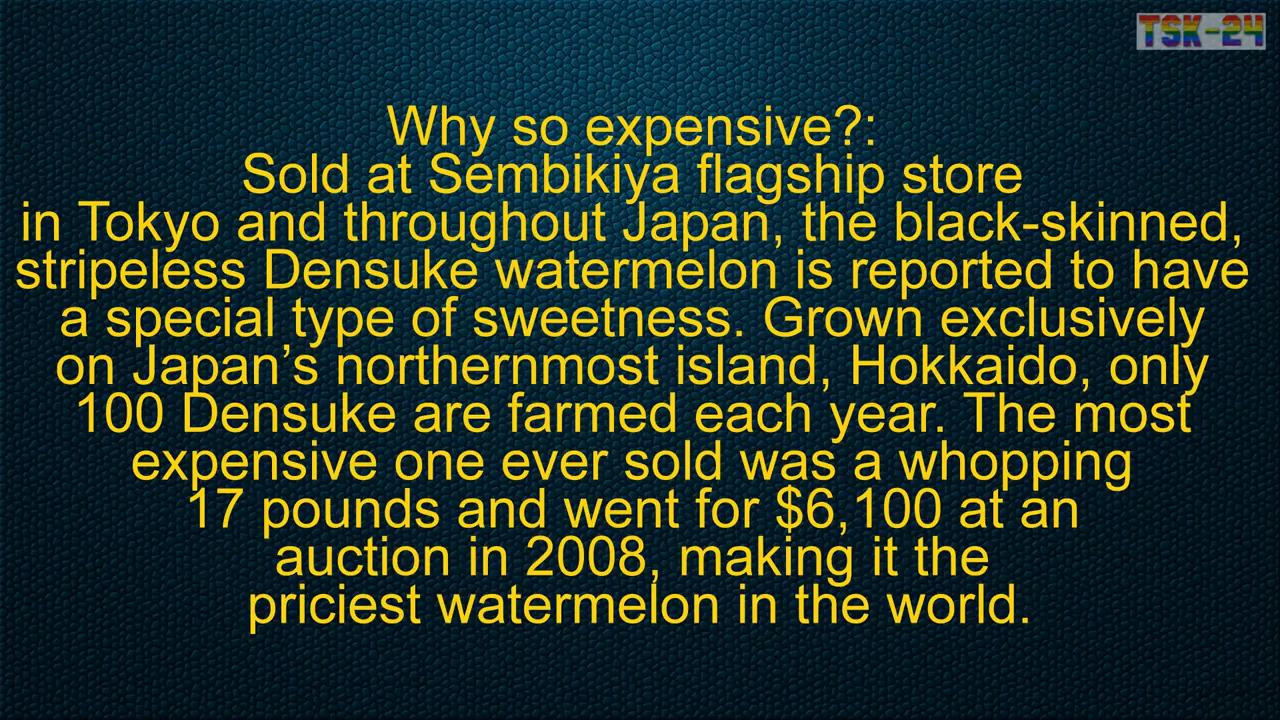 TSK-24
Why so expensive?:
Sold at Sembikiya flagship store
in Tokyo and throughout Japan, the black-skinned,
stripeless Densuke watermelon is reported to have
a special type of sweetness. Grown exclusively
on Japan’s northernmost island, Hokkaido, only
100 Densuke are farmed each year. The most
expensive one ever sold was a whopping
17 pounds and went for $6,100 at an
auction in 2008, making it the
priciest watermelon in the world.